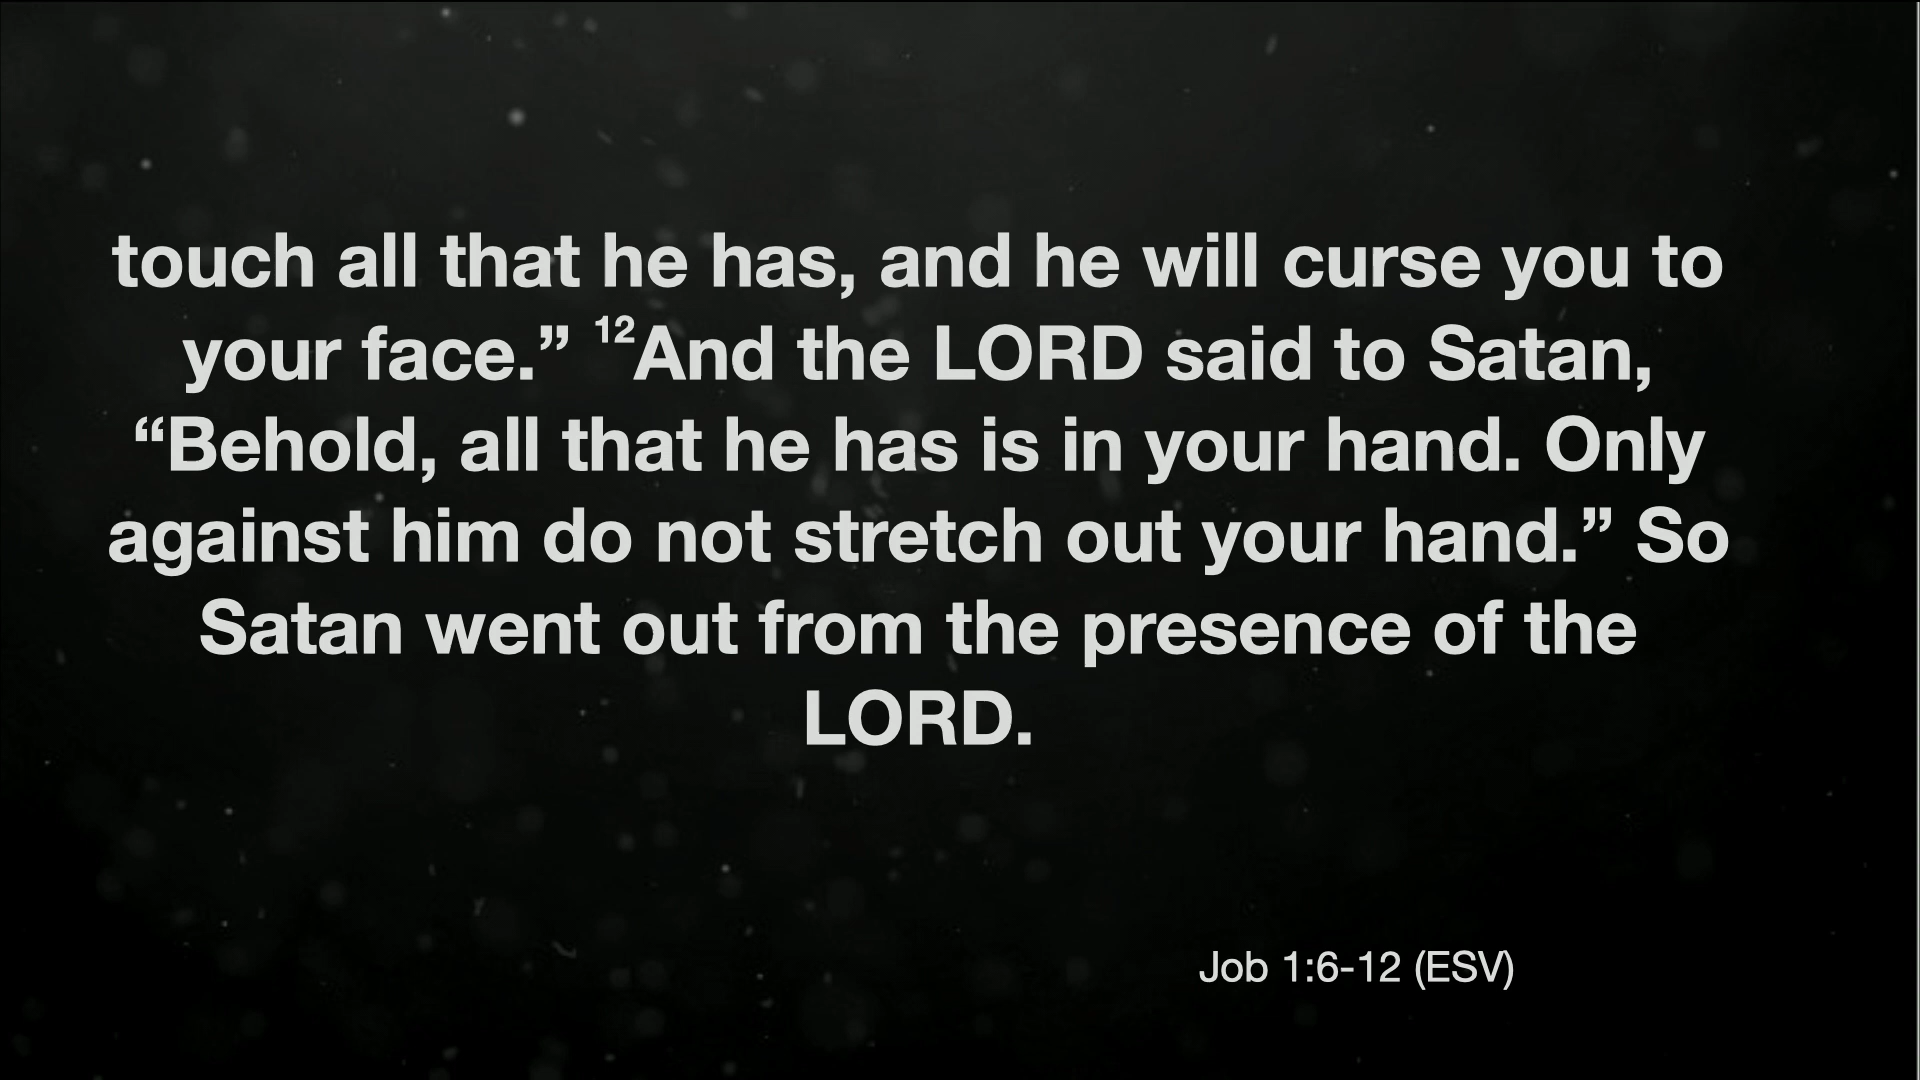 touch all that he has, and he will curse you to
your face.” ¹²And the LORD said to Satan,
“Behold, all that he has is in your hand. Only
against him do not stretch out your hand.” So
Satan went out from the presence of the
LORD.
Job 1:6-12 (ESV)